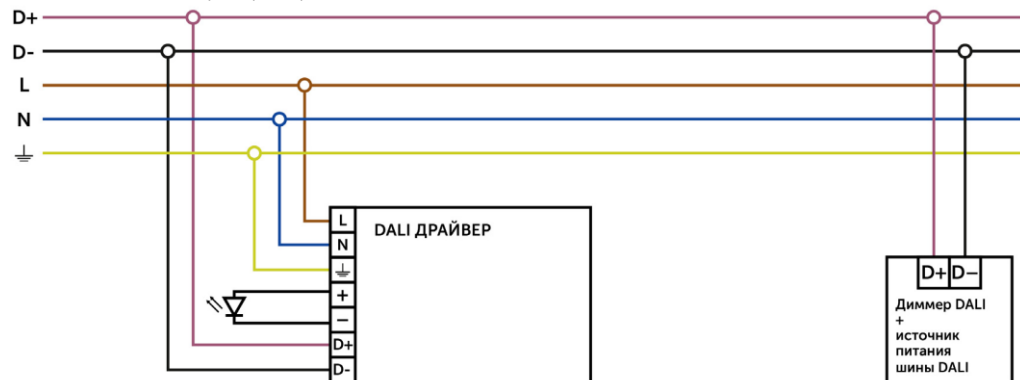 D+
D-
L
N
L
DALI ДРАЙВЕР
N
+
−
D+
D-
D+ D−
Диммер DALI
+
источник
питания
шины DALI